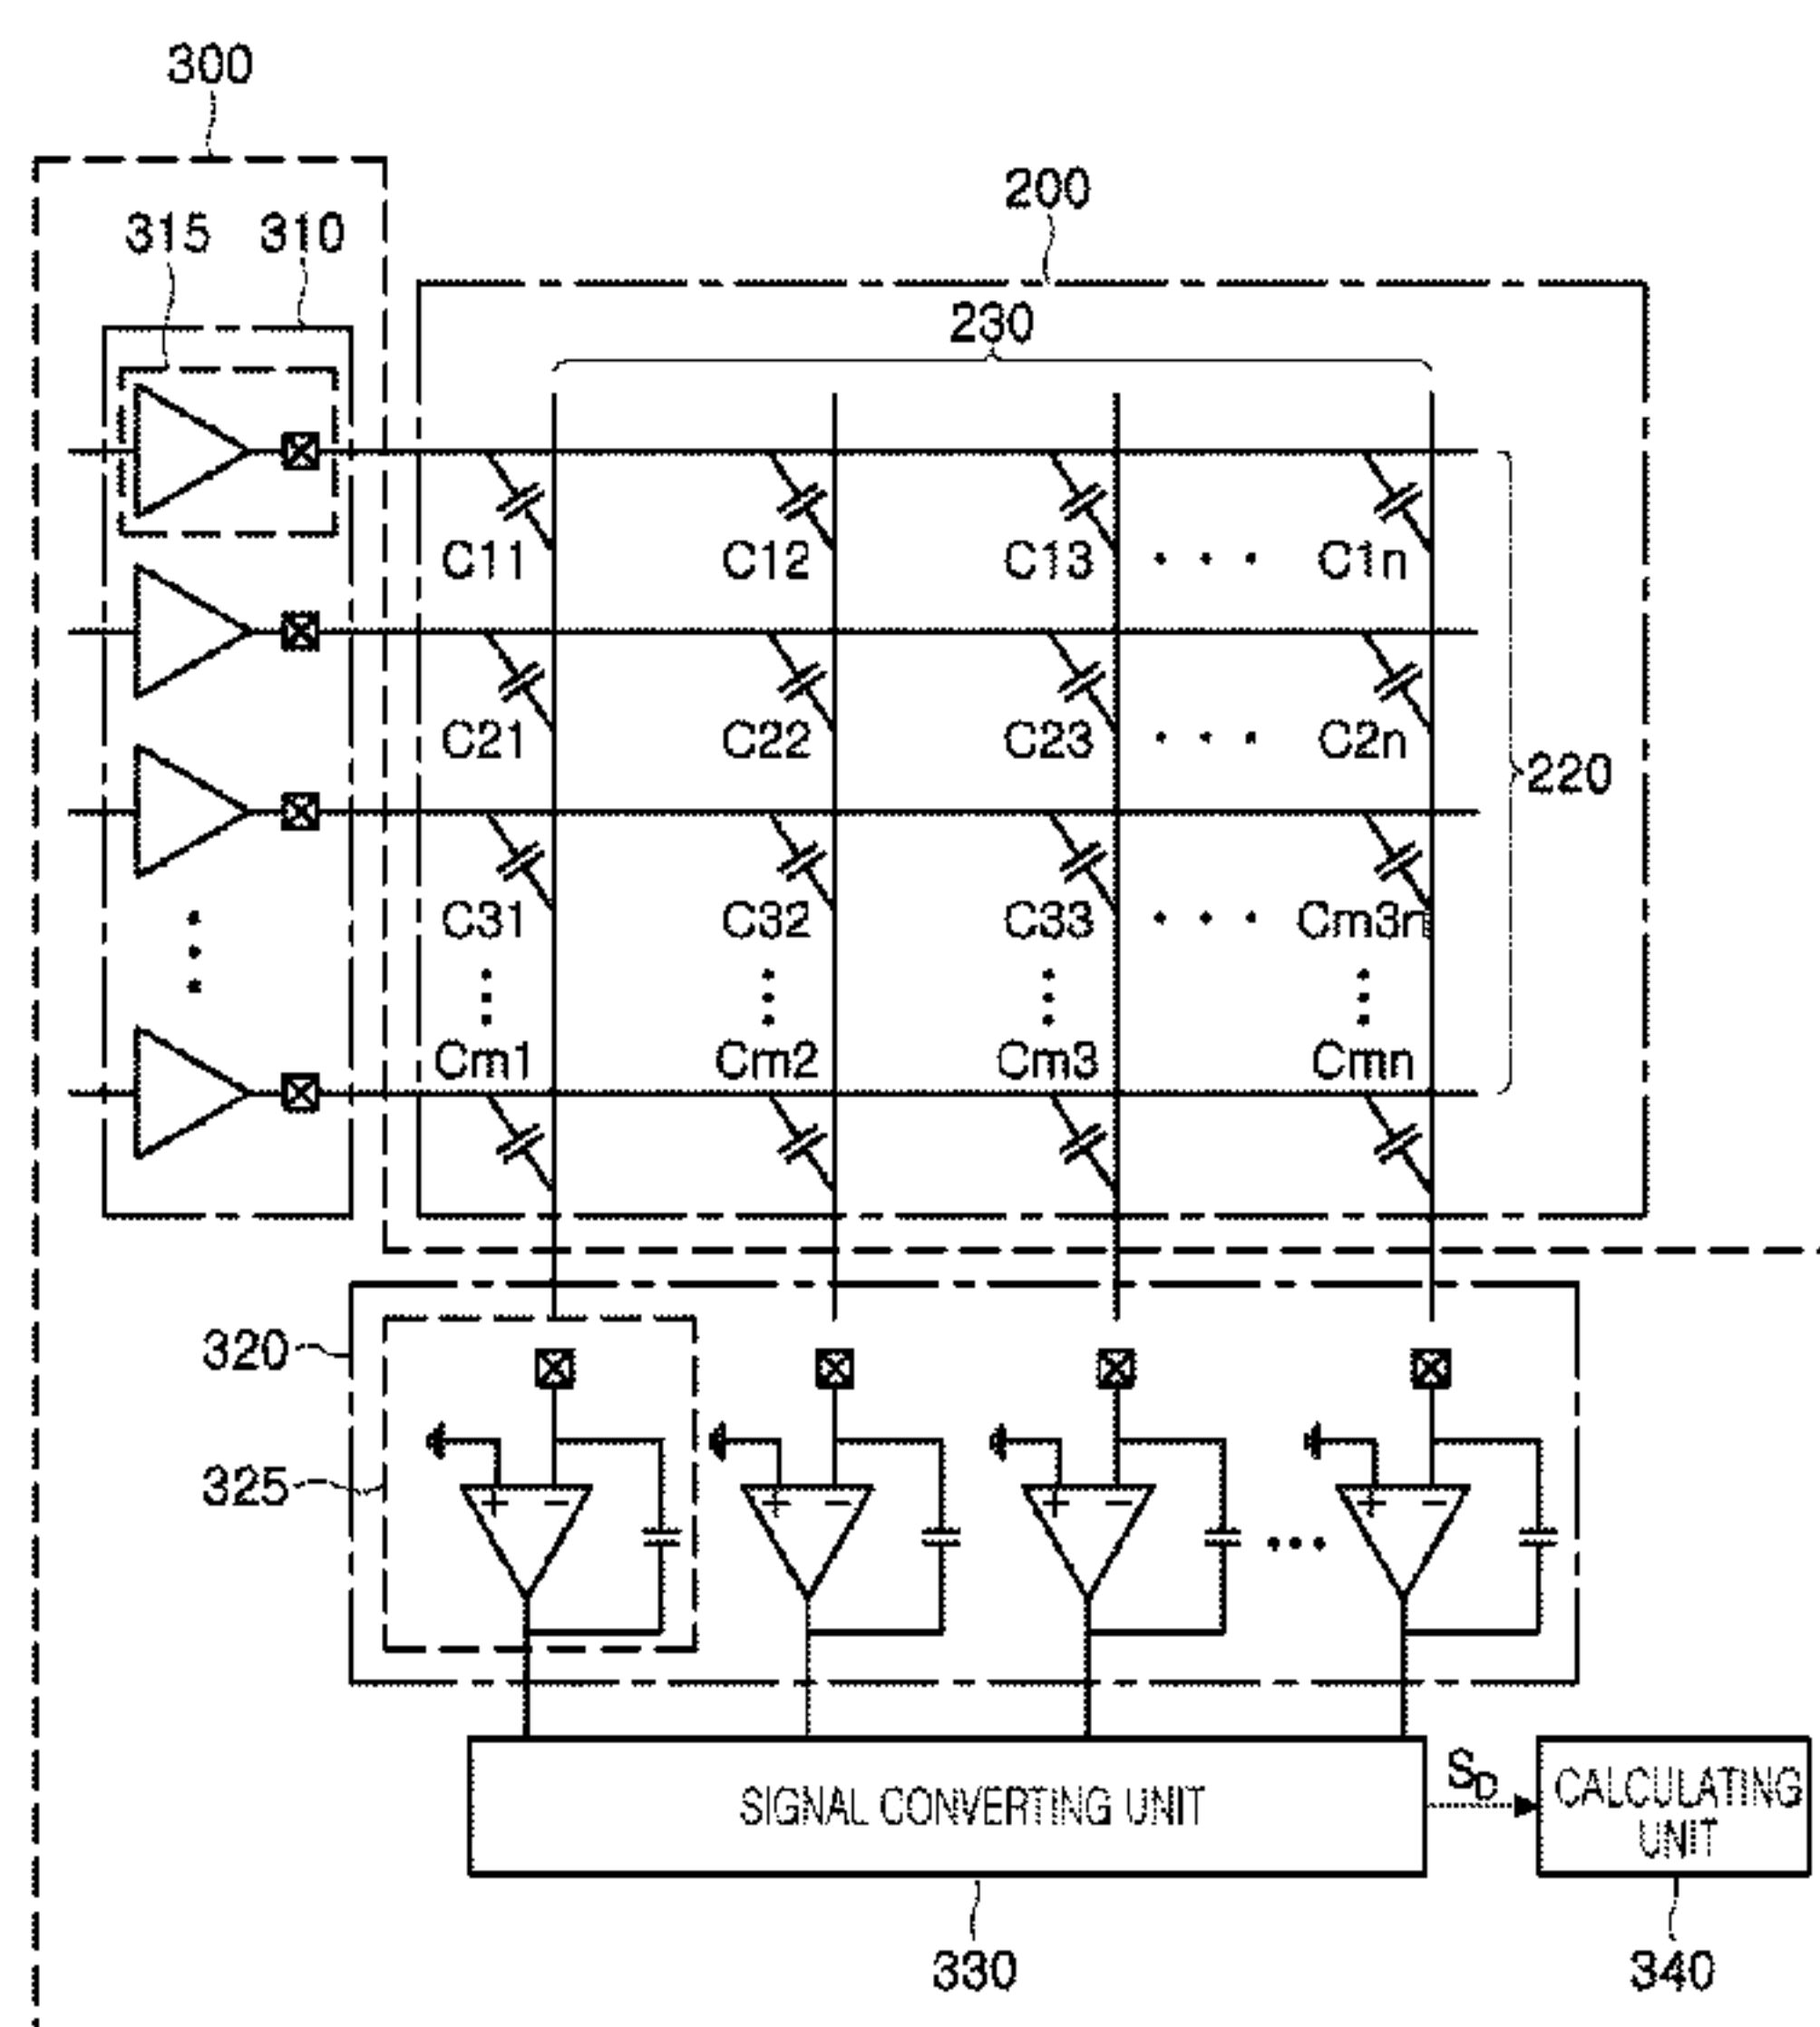 300
200
315 310
230
C11 C12 C13 . . . C1n
C21 C22 C23 . . . C2n
220
C31 C32 C33 . . . Cm3n
Cm1 Cm2 Cm3 Cmn
320
325
+ − + − + − ... + −
SIGNAL CONVERTING UNIT
SD
CALCULATING
UNIT
330
340